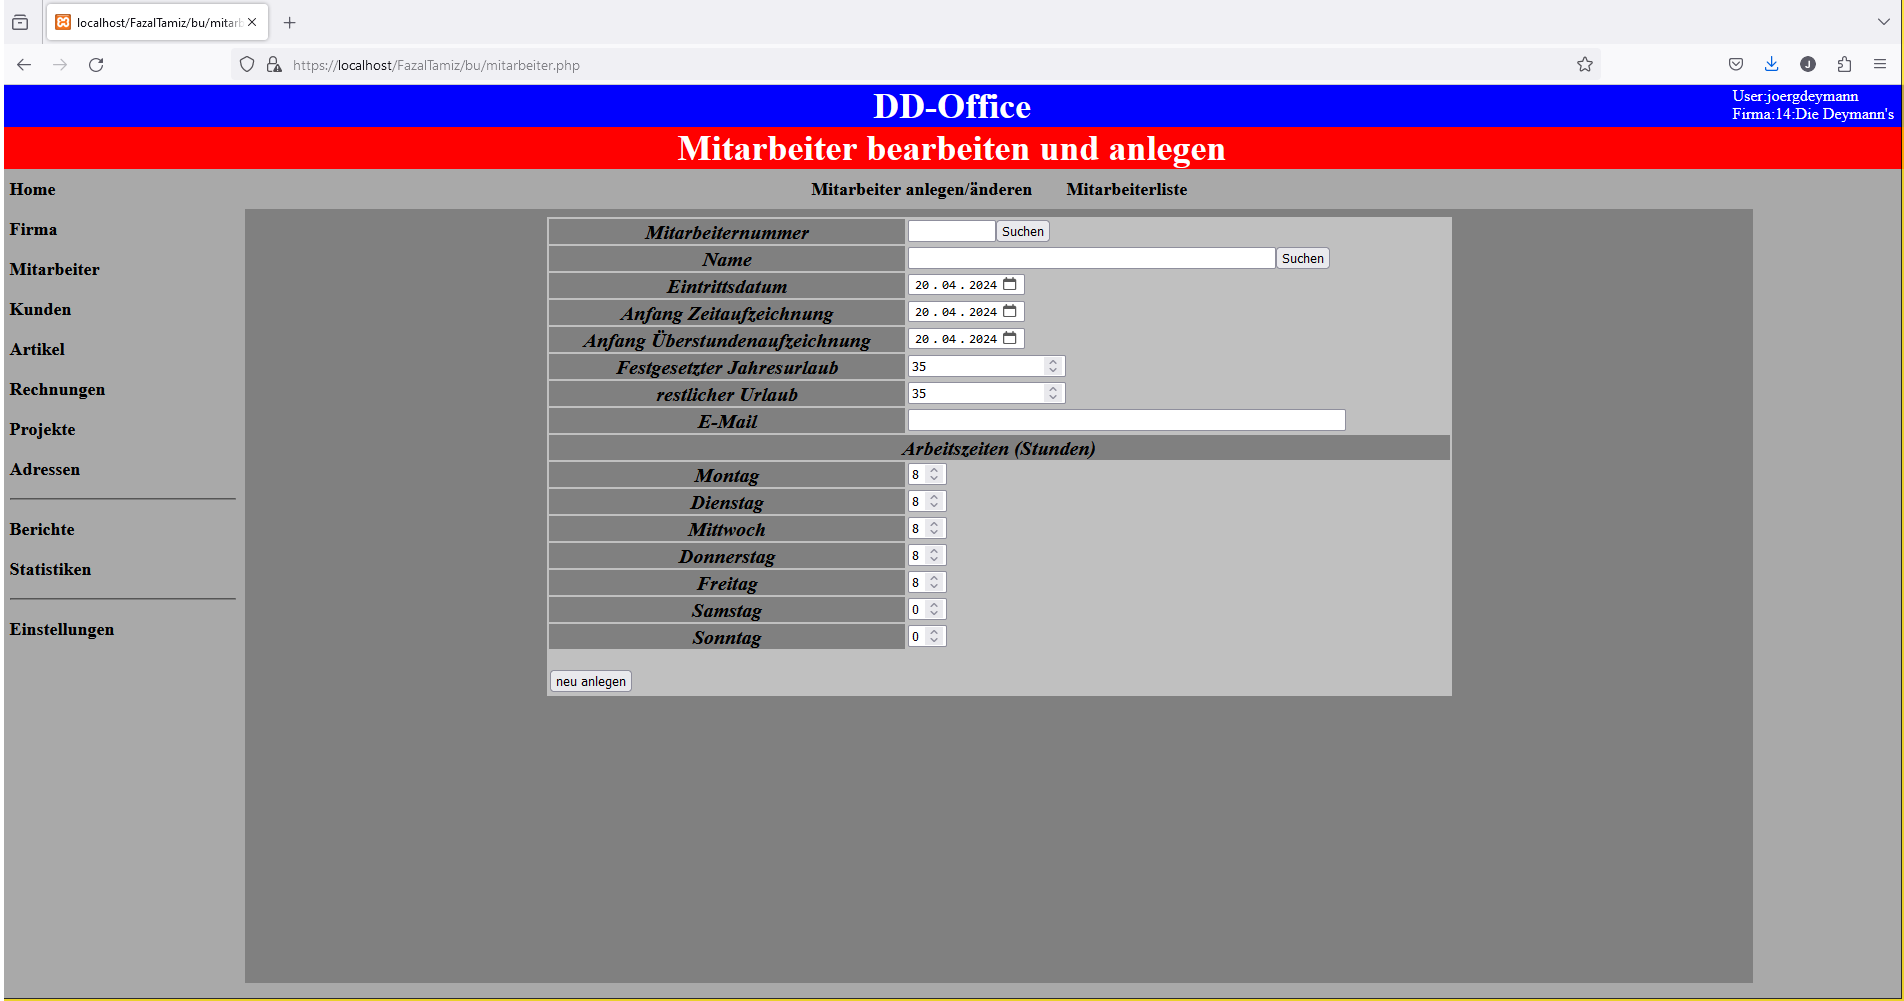 localhost/FazalTamiz/bu/mitarb
https://localhost/FazalTamiz/bu/mitarbeiter.php
J
DD-Office
User:joergdeymann
Firma:14:Die Deymann's
Mitarbeiter bearbeiten und anlegen
Mitarbeiter anlegen/änderen Mitarbeiterliste
Home
Firma
Mitarbeiter
Kunden
Artikel
Rechnungen
Projekte
Adressen
Berichte
Statistiken
Einstellungen
Mitarbeiternummer Suchen
Name Suchen
Eintrittsdatum 20.04.2024
Anfang Zeitaufzeichnung 20.04.2024
Anfang Überstundenaufzeichnung 20.04.2024
Festgesetzter Jahresurlaub 35
restlicher Urlaub 35
E-Mail
Arbeitszeiten (Stunden)
Montag 8
Dienstag 8
Mittwoch 8
Donnerstag 8
Freitag 8
Samstag 0
Sonntag 0
neu anlegen